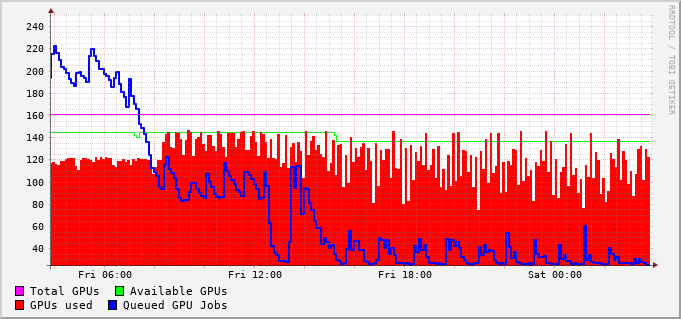 RRDTOOL / TOBI OETIKER
240
220
200
180
160
140
120
100
80
60
40
Fri 06:00 Fri 12:00 Fri 18:00 Sat 00:00
Total GPUs Available GPUs
GPUs used Queued GPU Jobs